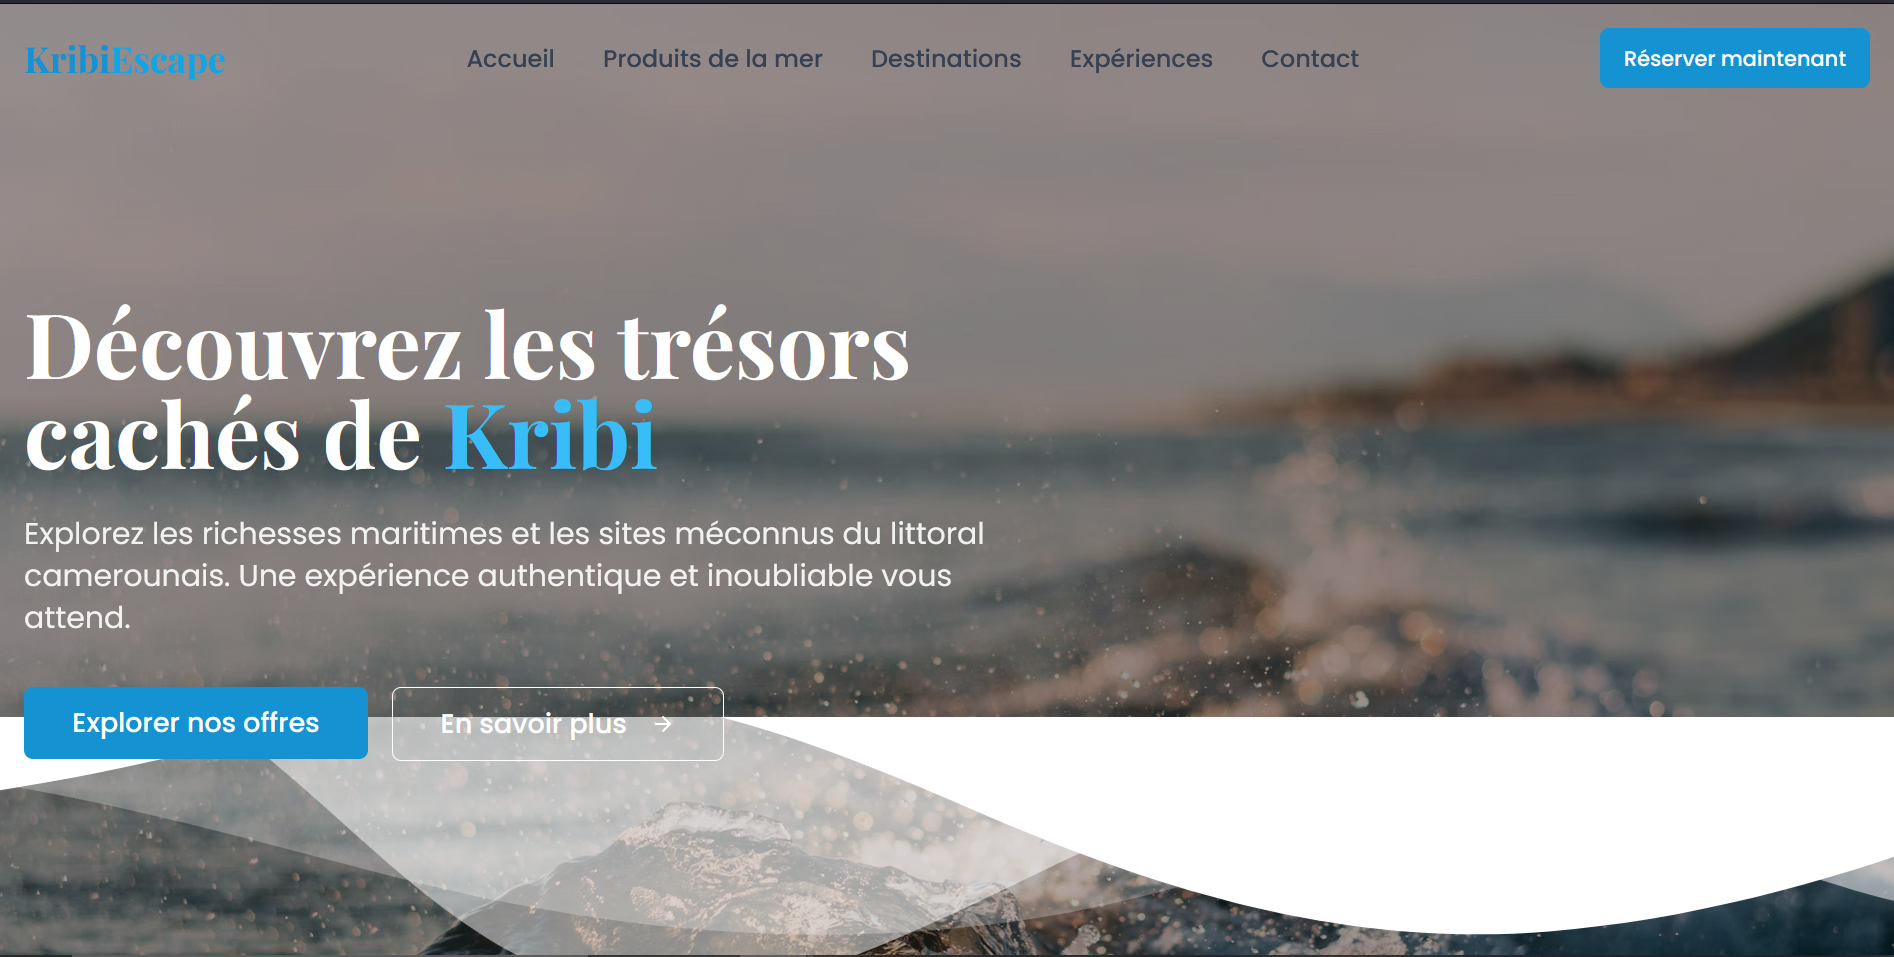 KribiEscape
Accueil Produits de la mer Destinations Expériences Contact
Réserver maintenant
Découvrez les trésors
cachés de Kribi
Explorez les richesses maritimes et les sites méconnus du littoral
camerounais. Une expérience authentique et inoubliable vous
attend.
Explorer nos offres
En savoir plus →